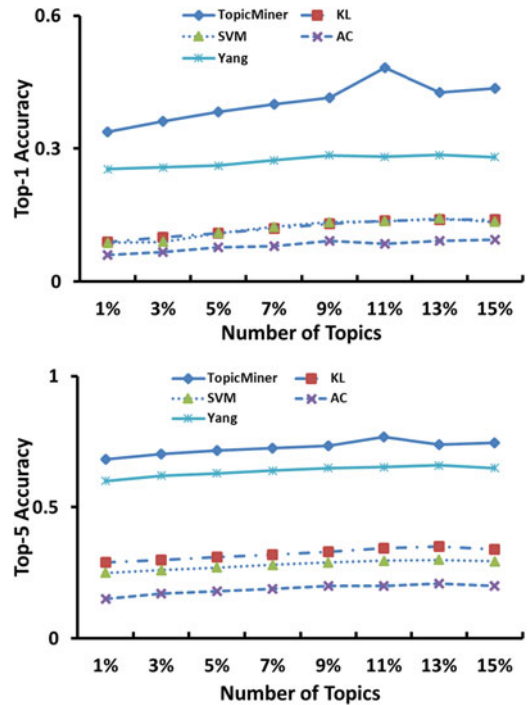 TopicMiner KL
SVM AC
Yang
0.6
0.3
0
Top-1 Accuracy
1% 3% 5% 7% 9% 11% 13% 15%
Number of Topics
TopicMiner KL
SVM AC
Yang
1
0.5
0
Top-5 Accuracy
1% 3% 5% 7% 9% 11% 13% 15%
Number of Topics